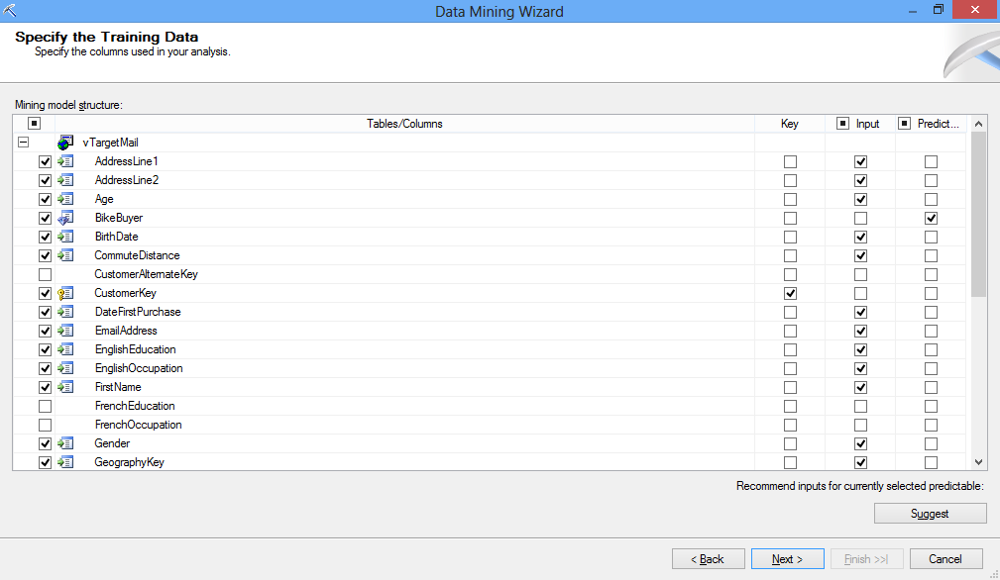 Data Mining Wizard
Specify the Training Data
Specify the columns used in your analysis.
Mining model structure:
Tables/Columns Key Input Predict...
vTargetMail
AddressLine1
AddressLine2
Age
BikeBuyer
BirthDate
CommuteDistance
CustomerAlternateKey
CustomerKey
DateFirstPurchase
EmailAddress
EnglishEducation
EnglishOccupation
FirstName
FrenchEducation
FrenchOccupation
Gender
GeographyKey
Recommend inputs for currently selected predictable:
Suggest
< Back Next > Finish >>| Cancel